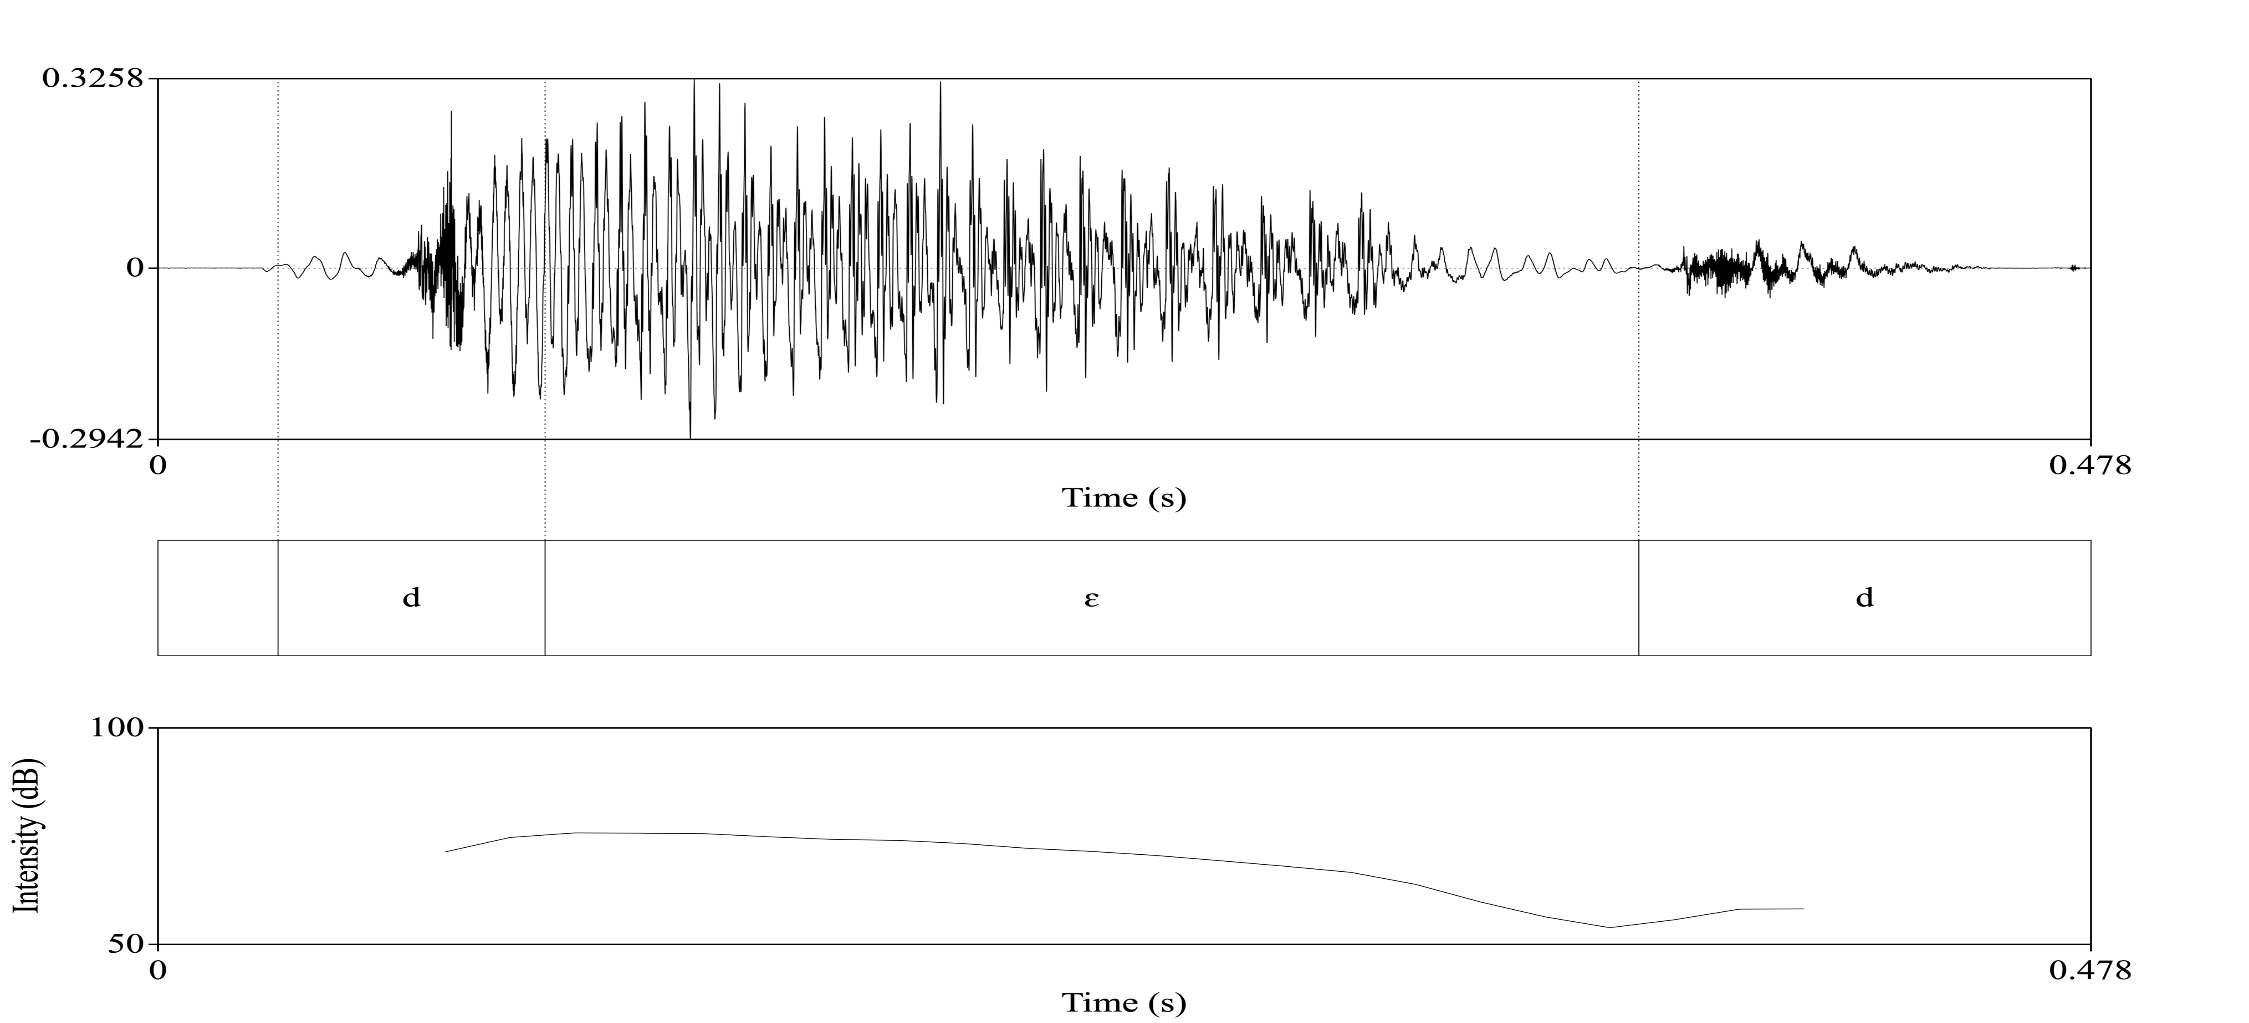 0.3258
0
-0.2942
0 0.478
Time (s)
d ɛ d
100
Intensity (dB)
50
0 0.478
Time (s)